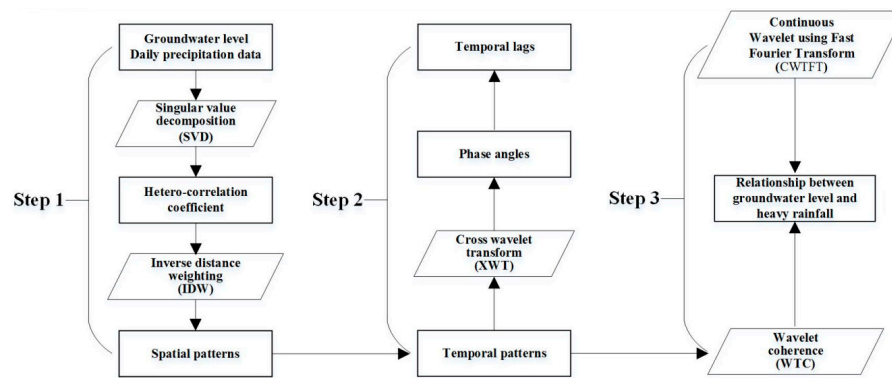 Step 1
Groundwater level
Daily precipitation data
Singular value
decomposition
(SVD)
Hetero-correlation
coefficient
Inverse distance
weighting
(IDW)
Spatial patterns
Step 2
Temporal lags
Phase angles
Cross wavelet
transform
(XWT)
Temporal patterns
Step 3
Continuous
Wavelet using Fast
Fourier Transform
(CWTFT)
Relationship between
groundwater level and
heavy rainfall
Wavelet
coherence
(WTC)